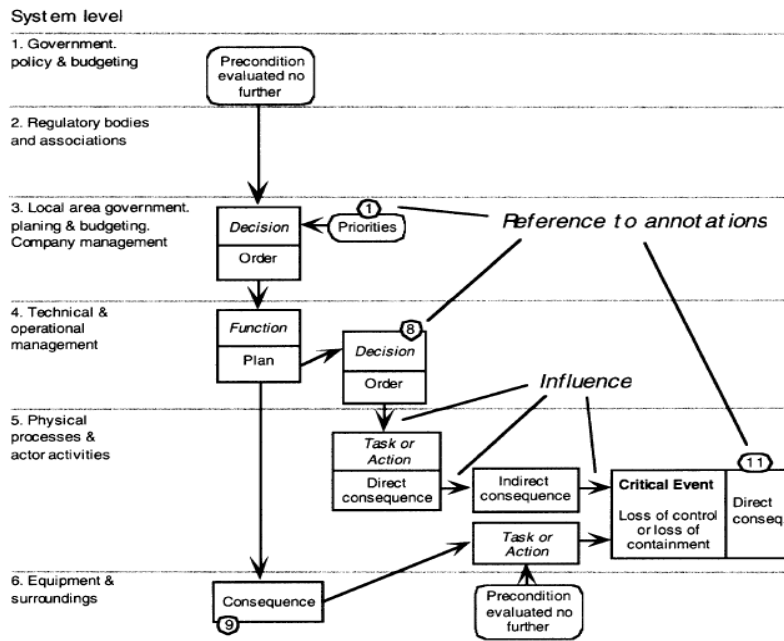 System level
1. Government.
policy & budgeting
Precondition
evaluated no
further
2. Regulatory bodies
and associations
3. Local area government.
planing & budgeting.
Company management
Decision
Order
1
Priorities
Reference to annotations
4. Technical &
operational
management
Function
Plan
8
Decision
Order
Influence
5. Physical
processes &
actor activities
Task or
Action
Direct
consequence
Indirect
consequence
Critical Event
Loss of control
or loss of
containment
11
Direct
conseq
Task or
Action
6. Equipment &
surroundings
Consequence
9
Precondition
evaluated no
further